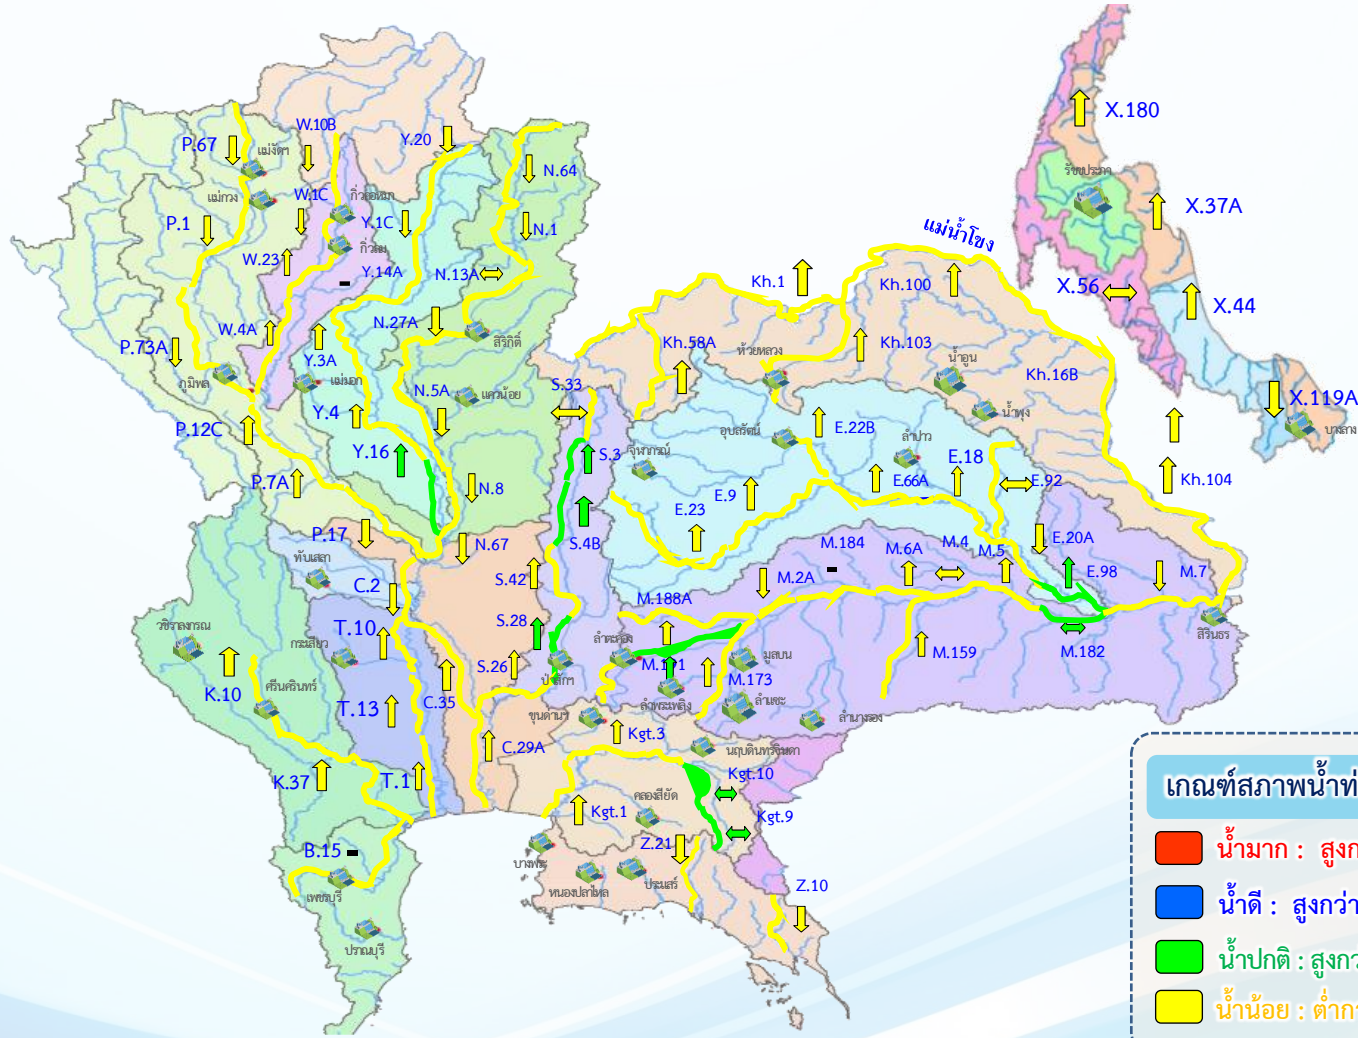 X.180
W.10B
P.67
Y.20
แม่งัดฯ
N.64
รัชชประภา
แม่กวง
W.1C
กิ่วคอหมา
X.37A
P.1
Y.1C
N.1
แม่น้ำโขง
W.23
กิ่วลม
Y.14A
N.13A
Kh.1
Kh.100
X.56
X.44
W.4A
N.27A
สิริกิติ์
P.73A
Y.3A
Kh.58A
ห้วยหลวง
Kh.103
น้ำอูน
ภูมิพล
แม่มอก
S.33
Kh.16B
N.5A
แควน้อย
X.119A
Y.4
น้ำพุง
บางลาง
P.12C
E.22B
อุบลรัตน์
ลำปาว
Y.16
S.3
จุฬาภรณ์
E.18
P.7A
N.8
E.9
E.66A
E.92
Kh.104
E.23
P.17
N.67
S.4B
E.20A
ทับเสลา
M.184
M.6A
M.4
M.5
E.98
M.7
S.42
M.2A
C.2
M.188A
S.28
T.10
วชิราลงกรณ
กระเสียว
ลำตะคอง
สิรินธร
M.159
M.182
S.26
ป่าสักฯ
M.191
มูลบน
K.10
ศรีนครินทร์
M.173
T.13
C.35
ลำพระเพลิง
ลำแชะ
ขุนด่านฯ
ลำนางรอง
Kgt.3
C.29A
นฤบดินทรจินดา
K.37
T.1
Kgt.10
เกณฑ์สภาพน้ำท่
คลองสียัด
Kgt.1
Kgt.9
B.15
Z.21
น้ำมาก : สูงก
บางพระ
เพชรบุรี
หนองปลาไหล
ประแสร์
Z.10
น้ำดี : สูงกว่า
ปราณบุรี
น้ำปกติ : สูงกว
น้ำน้อย : ต่ำกว